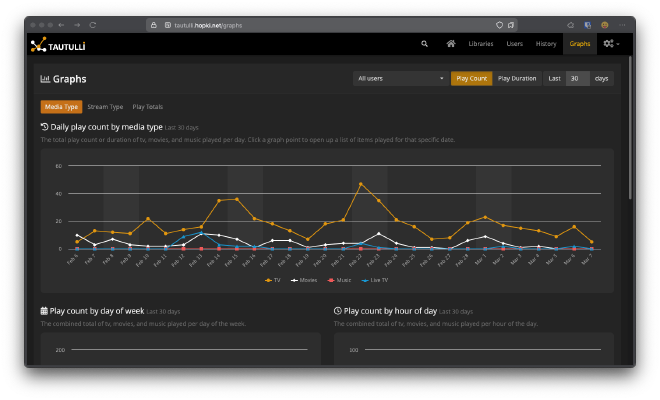 tautulli.hopki.net/graphs
TAUTULLI
Libraries Users History Graphs
Graphs
All users Play Count Play Duration Last 30 days
Media Type Stream Type Play Totals
Daily play count by media type Last 30 days
The total play count or duration of tv, movies, and music played per day. Click a graph point to open up a list of items played for that specific date.
60
40
20
0
Feb 6 Feb 7 Feb 8 Feb 9 Feb 10 Feb 11 Feb 12 Feb 13 Feb 14 Feb 15 Feb 16 Feb 17 Feb 18 Feb 19 Feb 20 Feb 21 Feb 22 Feb 23 Feb 24 Feb 25 Feb 26 Feb 27 Feb 28 Mar 1 Mar 2 Mar 3 Mar 4 Mar 5 Mar 6 Mar 7
TV Movies Music Live TV
Play count by day of week Last 30 days
The combined total of tv, movies, and music played per day of the week.
200
Play count by hour of day Last 30 days
The combined total of tv, movies, and music played per hour of the day.
100